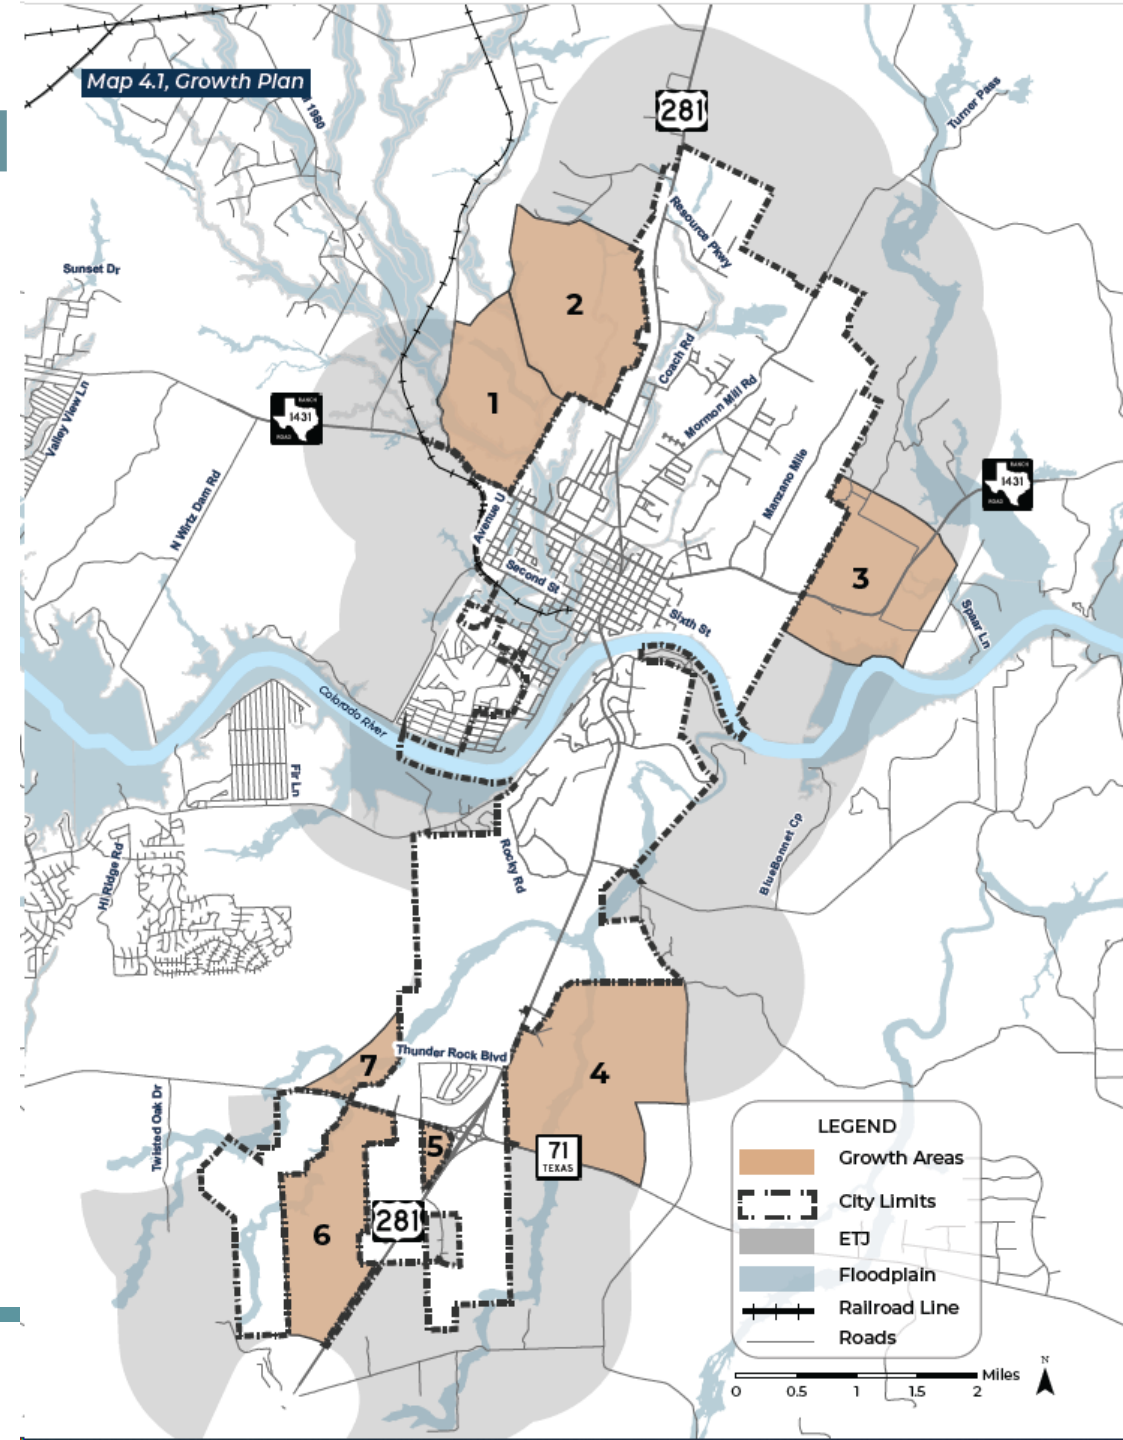 Map 4.1, Growth Plan
1980
281
Turner Pass
Resource Pkwy
Sunset Dr
2
Coach Rd
Valley View Ln
RANCH
1431
ROAD
1
Mormon Mill Rd
N Wirtz Dam Rd
Manzano Mile
RANCH
1431
ROAD
Avenue U
Second St
3
Sixth St
Spaar Ln
Colorado River
Fir Ln
Hi Ridge Rd
Rocky Rd
BlueBonnet Cp
7
Thunder Rock Blvd
4
Twisted Oak Dr
5
71
TEXAS
6
281
LEGEND
Growth Areas
City Limits
ETJ
Floodplain
Railroad Line
Roads
Miles
0 0.5 1 1.5 2
N